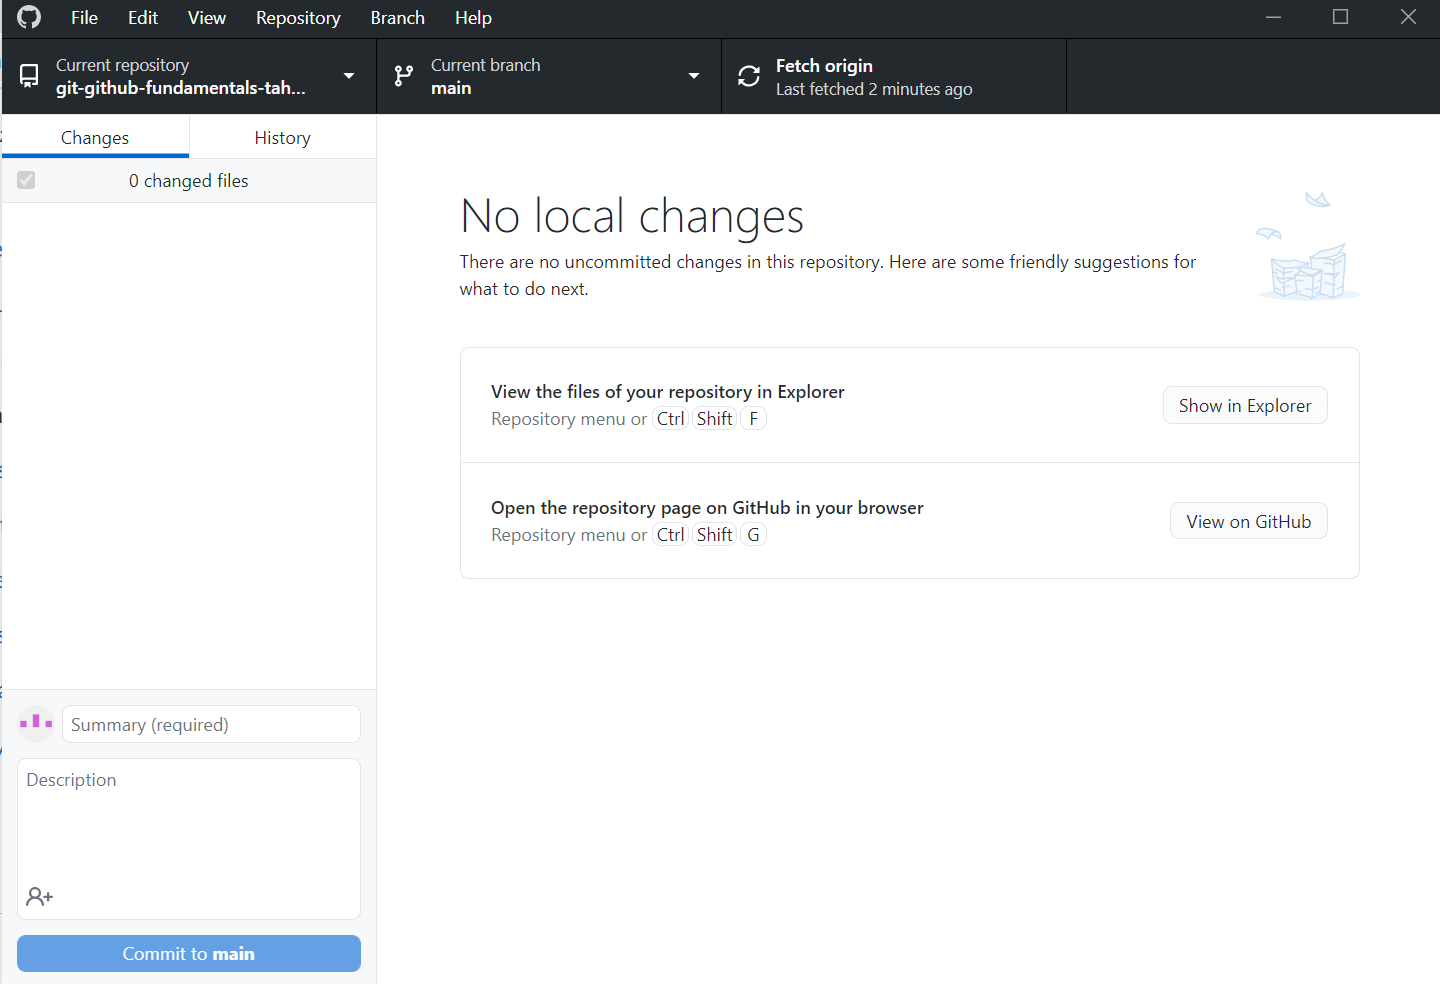 File Edit View Repository Branch Help
Current repository
git-github-fundamentals-tah...
Current branch
main
Fetch origin
Last fetched 2 minutes ago
Changes
History
0 changed files
No local changes
There are no uncommitted changes in this repository. Here are some friendly suggestions for
what to do next.
View the files of your repository in Explorer
Repository menu or Ctrl Shift F
Show in Explorer
Open the repository page on GitHub in your browser
Repository menu or Ctrl Shift G
View on GitHub
Summary (required)
Description
Commit to main